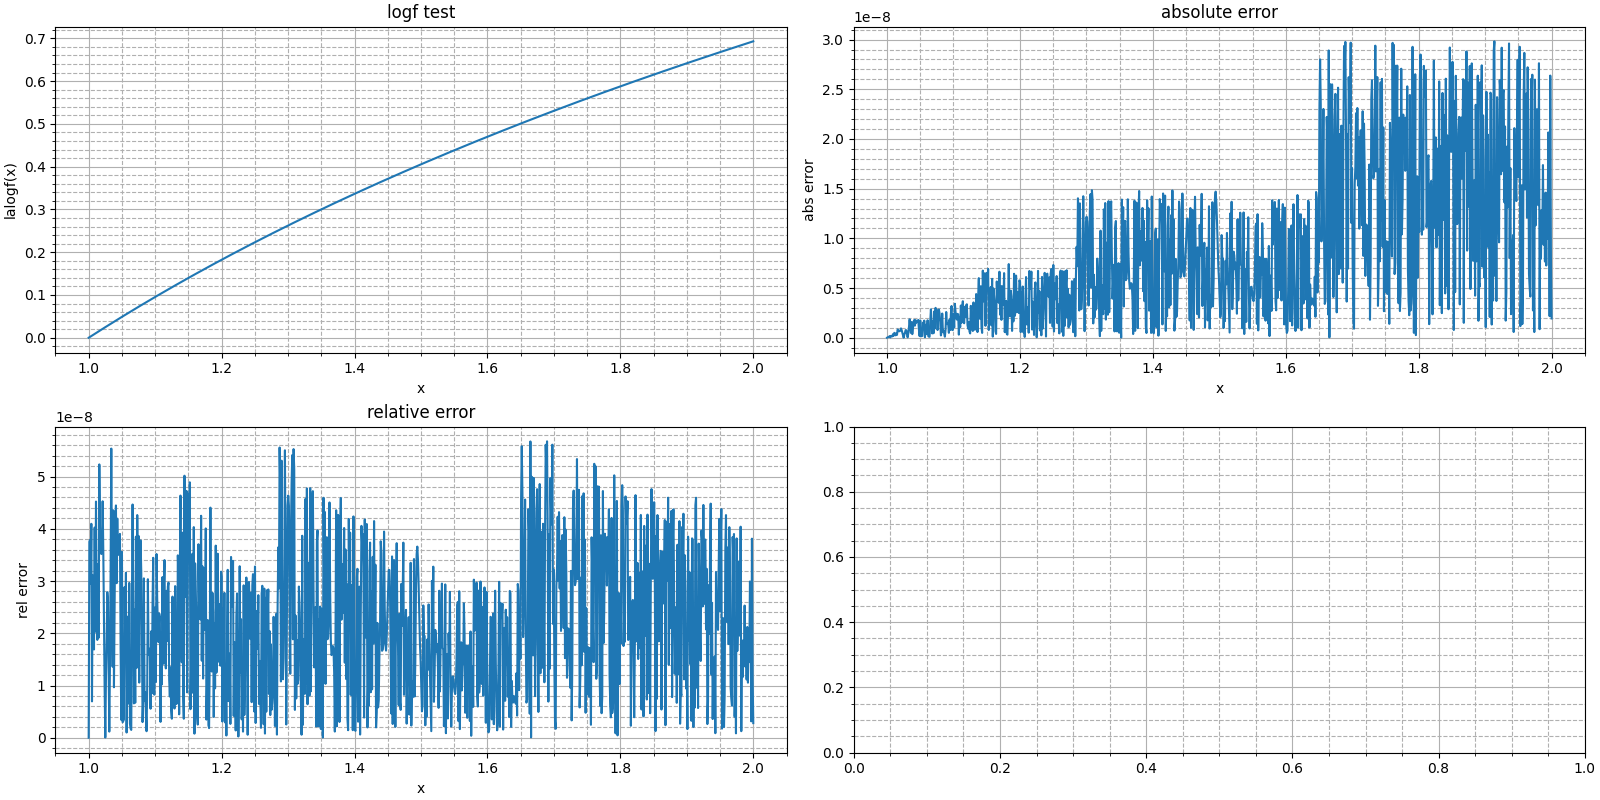 logf test
lalogf(x)
0.7
0.6
0.5
0.4
0.3
0.2
0.1
0.0
1.0 1.2 1.4 1.6 1.8 2.0
x
absolute error
1e−8
abs error
3.0
2.5
2.0
1.5
1.0
0.5
0.0
1.0 1.2 1.4 1.6 1.8 2.0
x
relative error
1e−8
rel error
5
4
3
2
1
0
1.0 1.2 1.4 1.6 1.8 2.0
x
1.0
0.8
0.6
0.4
0.2
0.0
0.0 0.2 0.4 0.6 0.8 1.0